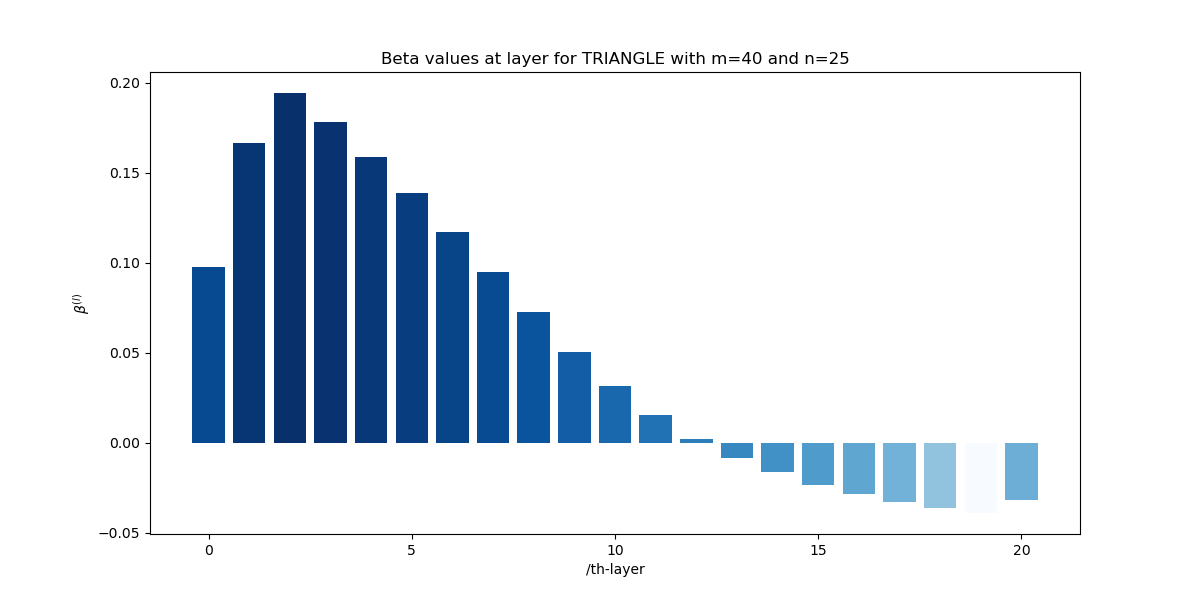 Beta values at layer for TRIANGLE with m=40 and n=25
0.20
0.15
0.10
0.05
0.00
−0.05
β⁽ˡ⁾
0 5 10 15 20
/th-layer